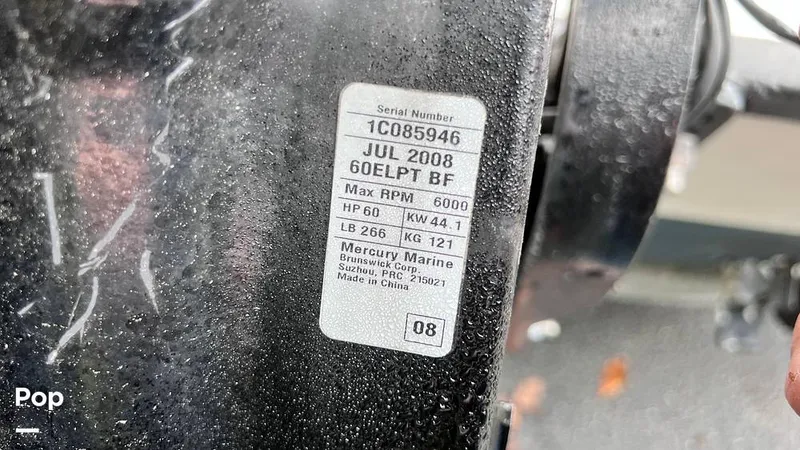 Serial Number
1C085946
JUL 2008
60ELPT BF
Max RPM 6000
HP 60 KW 44.1
LB 266 KG 121
Mercury Marine
Brunswick Corp.
Suzhou, PRC 215021
Made in China
08
Pop